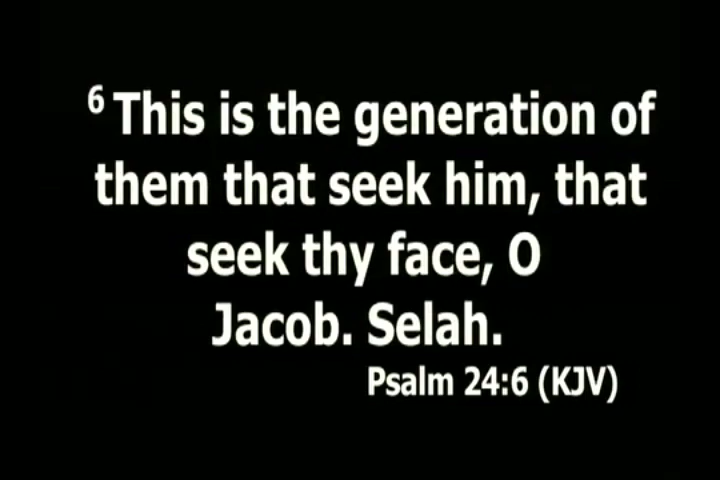 6 This is the generation of
them that seek him, that
seek thy face, O
Jacob. Selah.
Psalm 24:6 (KJV)